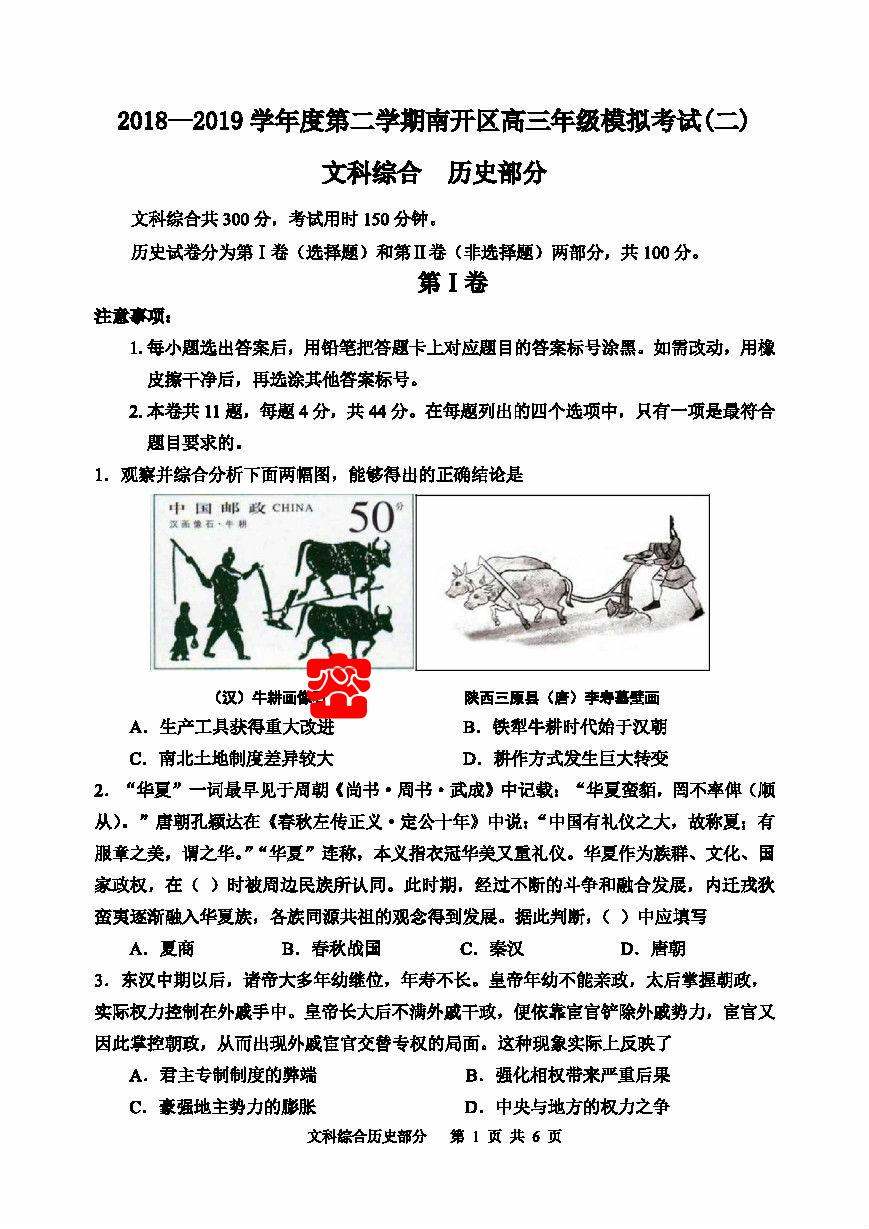 2018—2019 学年度第二学期南开区高三年级模拟考试(二)
文科综合 历史部分
文科综合共 300 分，考试用时 150 分钟。
历史试卷分为第Ⅰ卷（选择题）和第Ⅱ卷（非选择题）两部分，共 100 分。
第Ⅰ卷
注意事项：
1. 每小题选出答案后，用铅笔把答题卡上对应题目的答案标号涂黑。如需改动，用橡
皮擦干净后，再选涂其他答案标号。
2. 本卷共 11 题，每题 4 分，共 44 分。在每题列出的四个选项中，只有一项是最符合
题目要求的。
1．观察并综合分析下面两幅图，能够得出的正确结论是
中国邮政 CHINA 50分
汉画像石·牛耕
（汉）牛耕画像 陕西三原县（唐）李寿墓壁画
A．生产工具获得重大改进 B．铁犁牛耕时代始于汉朝
C．南北土地制度差异较大 D．耕作方式发生巨大转变
2．“华夏”一词最早见于周朝《尚书·周书·武成》中记载：“华夏蛮貊，罔不率俾（顺
从）。”唐朝孔颖达在《春秋左传正义·定公十年》中说：“中国有礼仪之大，故称夏；有
服章之美，谓之华。”“华夏”连称，本义指衣冠华美又重礼仪。华夏作为族群、文化、国
家政权，在（ ）时被周边民族所认同。此时期，经过不断的斗争和融合发展，内迁戎狄
蛮夷逐渐融入华夏族，各族同源共祖的观念得到发展。据此判断，（ ）中应填写
A．夏商 B．春秋战国 C．秦汉 D．唐朝
3．东汉中期以后，诸帝大多年幼继位，年寿不长。皇帝年幼不能亲政，太后掌握朝政，
实际权力控制在外戚手中。皇帝长大后不满外戚干政，便依靠宦官铲除外戚势力，宦官又
因此掌控朝政，从而出现外戚宦官交替专权的局面。这种现象实际上反映了
A．君主专制制度的弊端 B．强化相权带来严重后果
C．豪强地主势力的膨胀 D．中央与地方的权力之争
文科综合历史部分 第 1 页 共 6 页